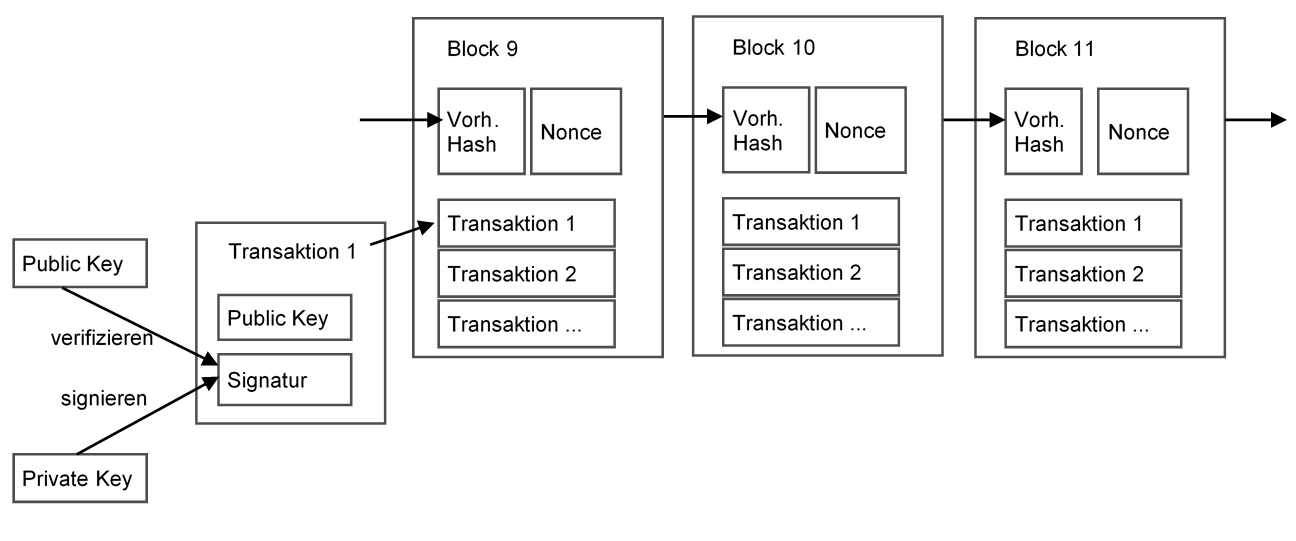 Block 9
Vorh.
Hash
Nonce
Transaktion 1
Transaktion 2
Transaktion ...
Block 10
Vorh.
Hash
Nonce
Transaktion 1
Transaktion 2
Transaktion ...
Block 11
Vorh.
Hash
Nonce
Transaktion 1
Transaktion 2
Transaktion ...
Transaktion 1
Public Key
Signatur
Public Key
verifizieren
signieren
Private Key